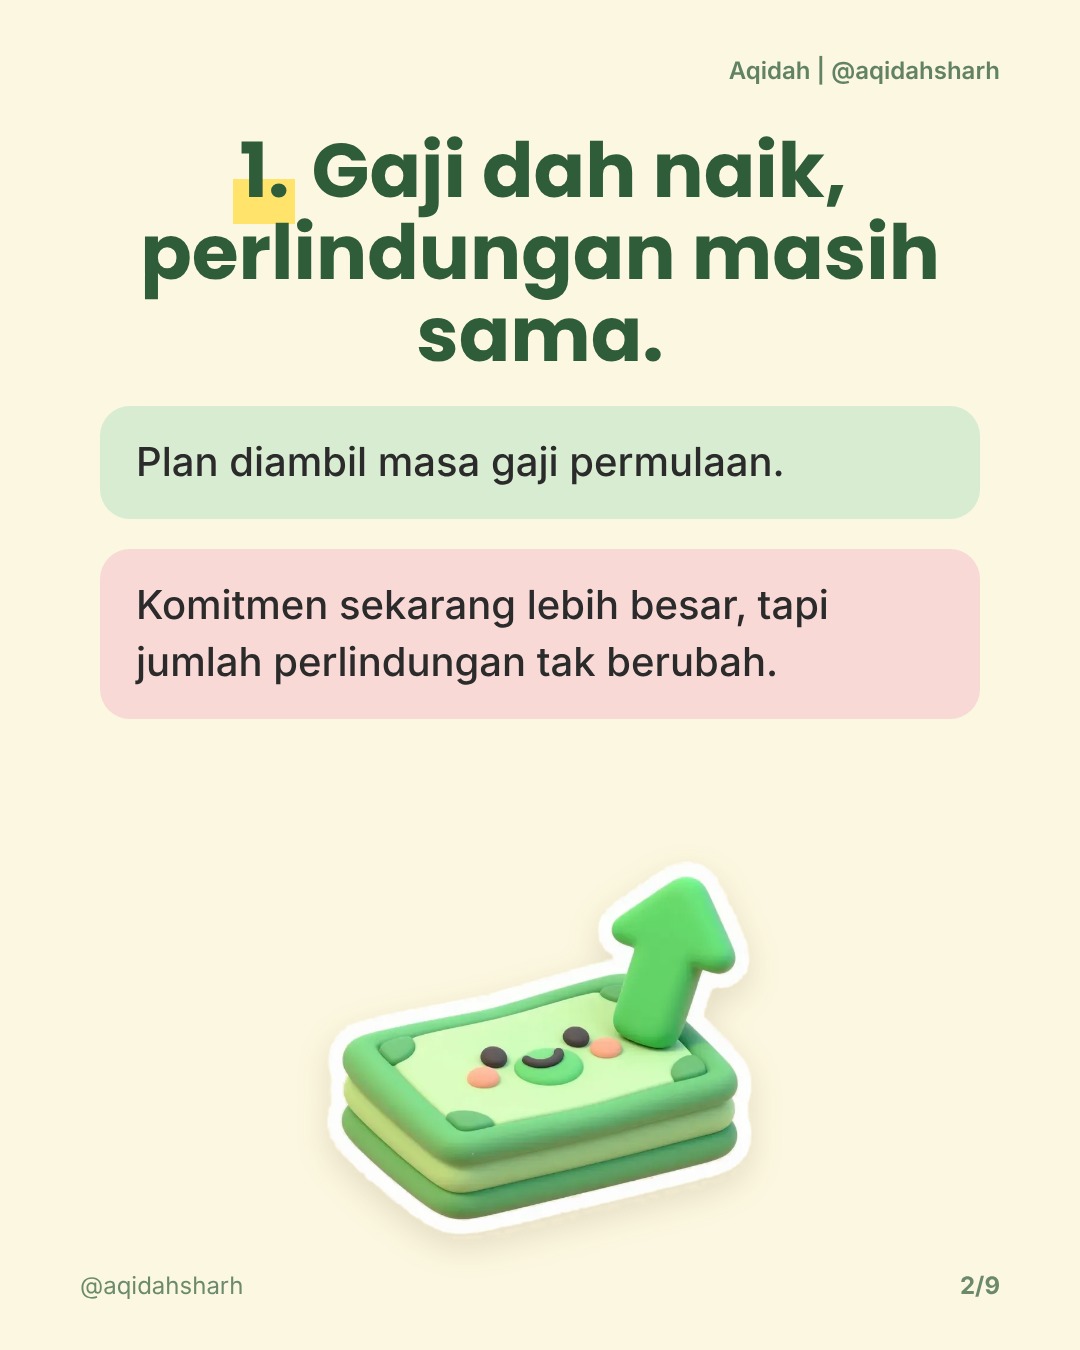 Aqidah | @aqidahsharh
1. Gaji dah naik,
perlindungan masih
sama.
Plan diambil masa gaji permulaan.
Komitmen sekarang lebih besar, tapi
jumlah perlindungan tak berubah.
@aqidahsharh
2/9